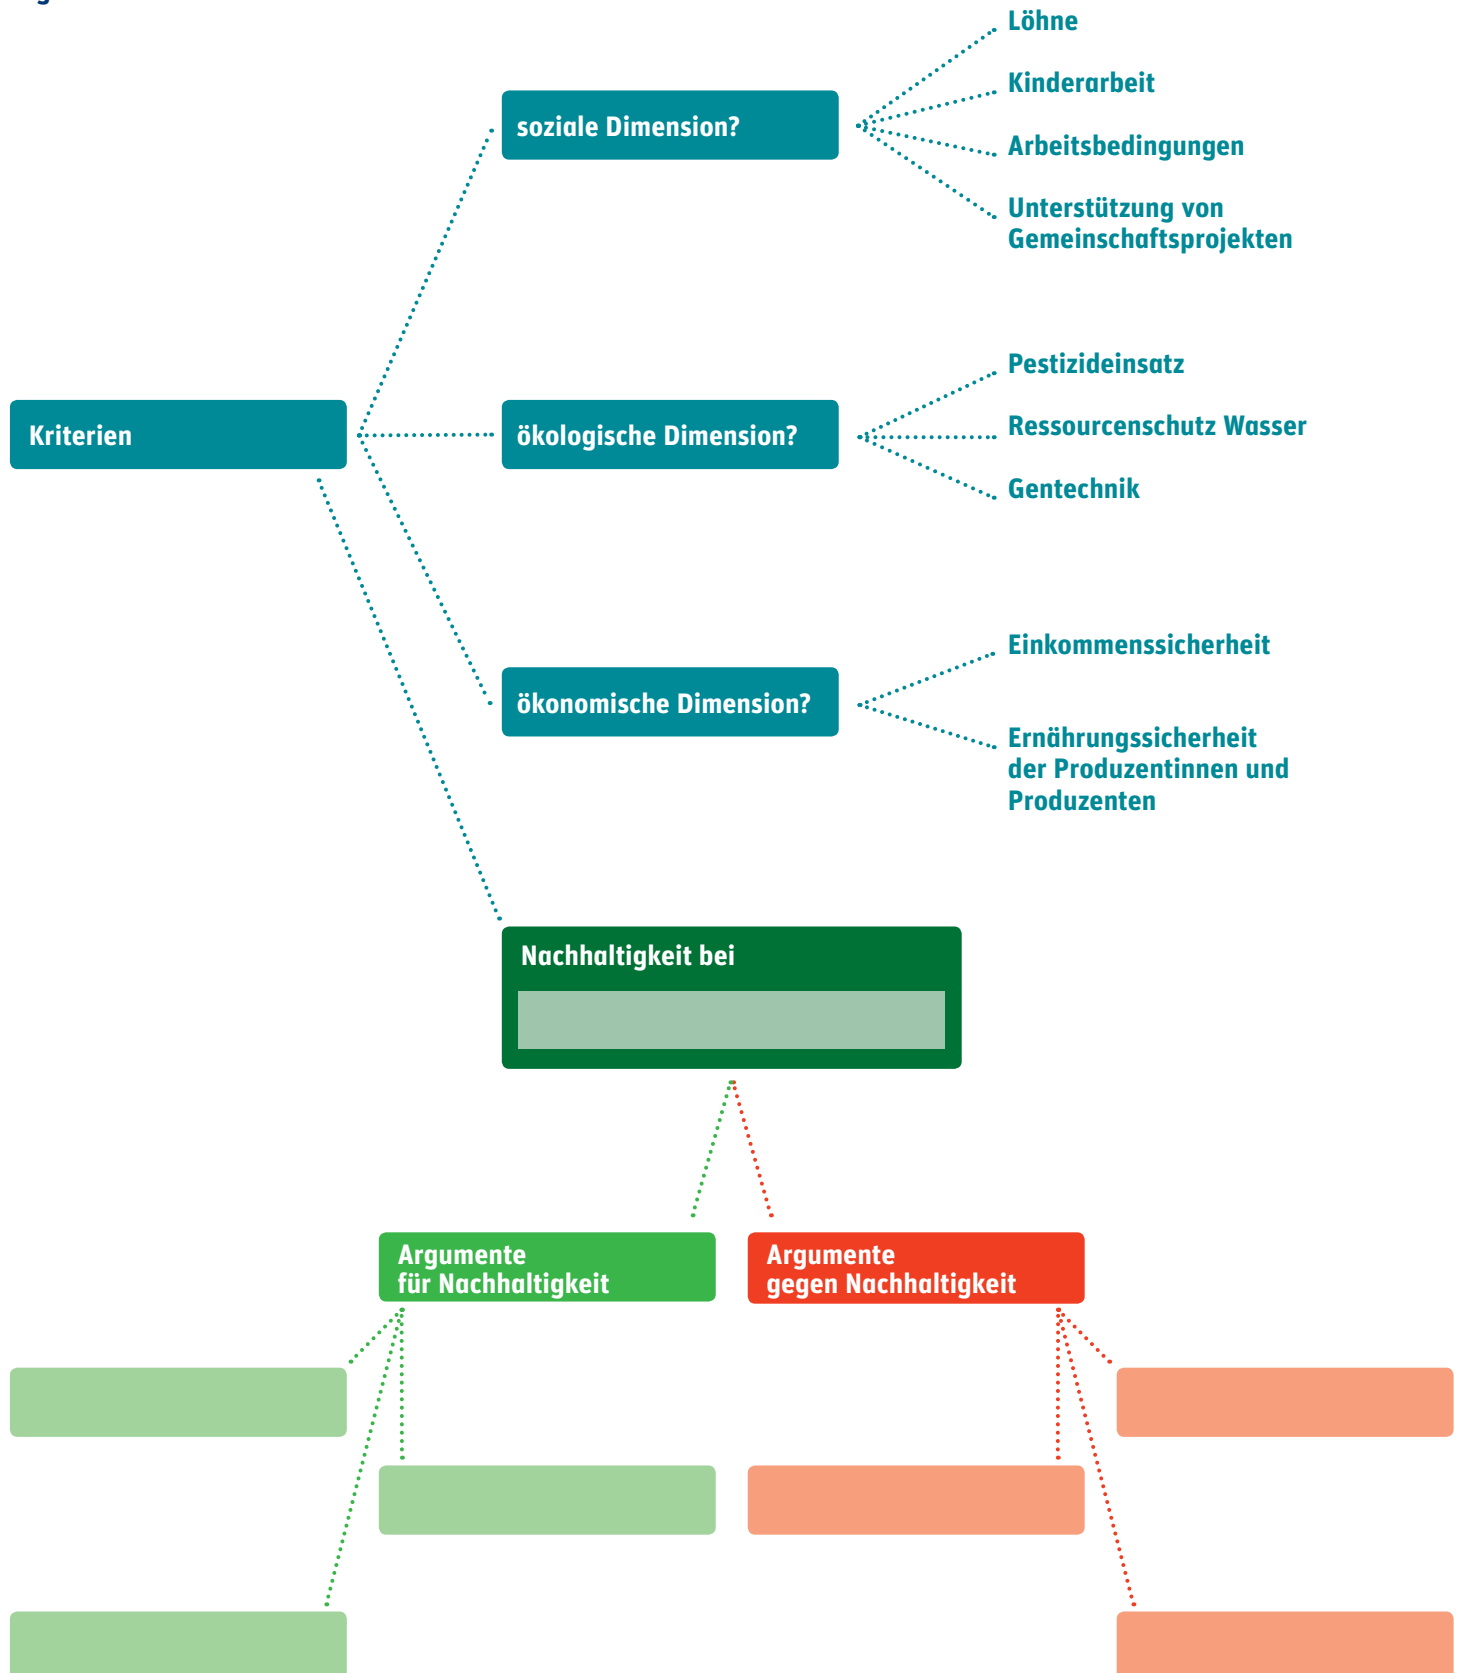 Löhne
Kinderarbeit
soziale Dimension?
Arbeitsbedingungen
Unterstützung von
Gemeinschaftsprojekten
Pestizideinsatz
Kriterien
ökologische Dimension?
Ressourcenschutz Wasser
Gentechnik
Einkommenssicherheit
ökonomische Dimension?
Ernährungssicherheit
der Produzentinnen und
Produzenten
Nachhaltigkeit bei
Argumente
für Nachhaltigkeit
Argumente
gegen Nachhaltigkeit